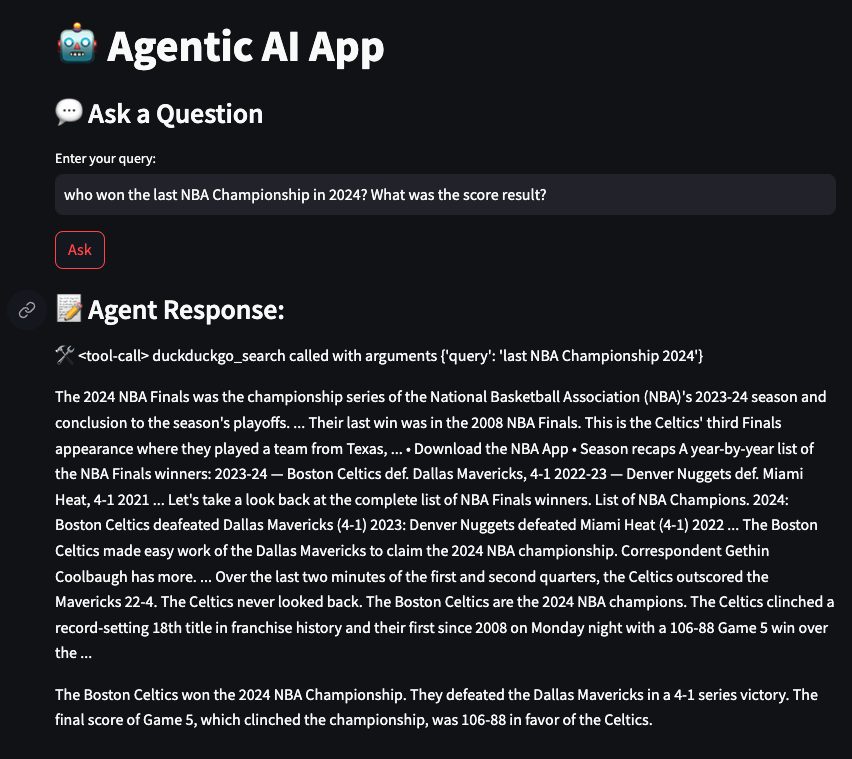 🤖 Agentic AI App
💬 Ask a Question
Enter your query:
who won the last NBA Championship in 2024? What was the score result?
Ask
📝 Agent Response:
🛠 <tool-call> duckduckgo_search called with arguments {'query': 'last NBA Championship 2024'}
The 2024 NBA Finals was the championship series of the National Basketball Association (NBA)'s 2023-24 season and
conclusion to the season's playoffs. ... Their last win was in the 2008 NBA Finals. This is the Celtics' third Finals
appearance where they played a team from Texas, ... • Download the NBA App • Season recaps A year-by-year list of
the NBA Finals winners: 2023-24 — Boston Celtics def. Dallas Mavericks, 4-1 2022-23 — Denver Nuggets def. Miami
Heat, 4-1 2021 ... Let's take a look back at the complete list of NBA Finals winners. List of NBA Champions. 2024:
Boston Celtics deafeated Dallas Mavericks (4-1) 2023: Denver Nuggets defeated Miami Heat (4-1) 2022 ... The Boston
Celtics made easy work of the Dallas Mavericks to claim the 2024 NBA championship. Correspondent Gethin
Coolbaugh has more. ... Over the last two minutes of the first and second quarters, the Celtics outscored the
Mavericks 22-4. The Celtics never looked back. The Boston Celtics are the 2024 NBA champions. The Celtics clinched a
record-setting 18th title in franchise history and their first since 2008 on Monday night with a 106-88 Game 5 win over
the ...
The Boston Celtics won the 2024 NBA Championship. They defeated the Dallas Mavericks in a 4-1 series victory. The
final score of Game 5, which clinched the championship, was 106-88 in favor of the Celtics.